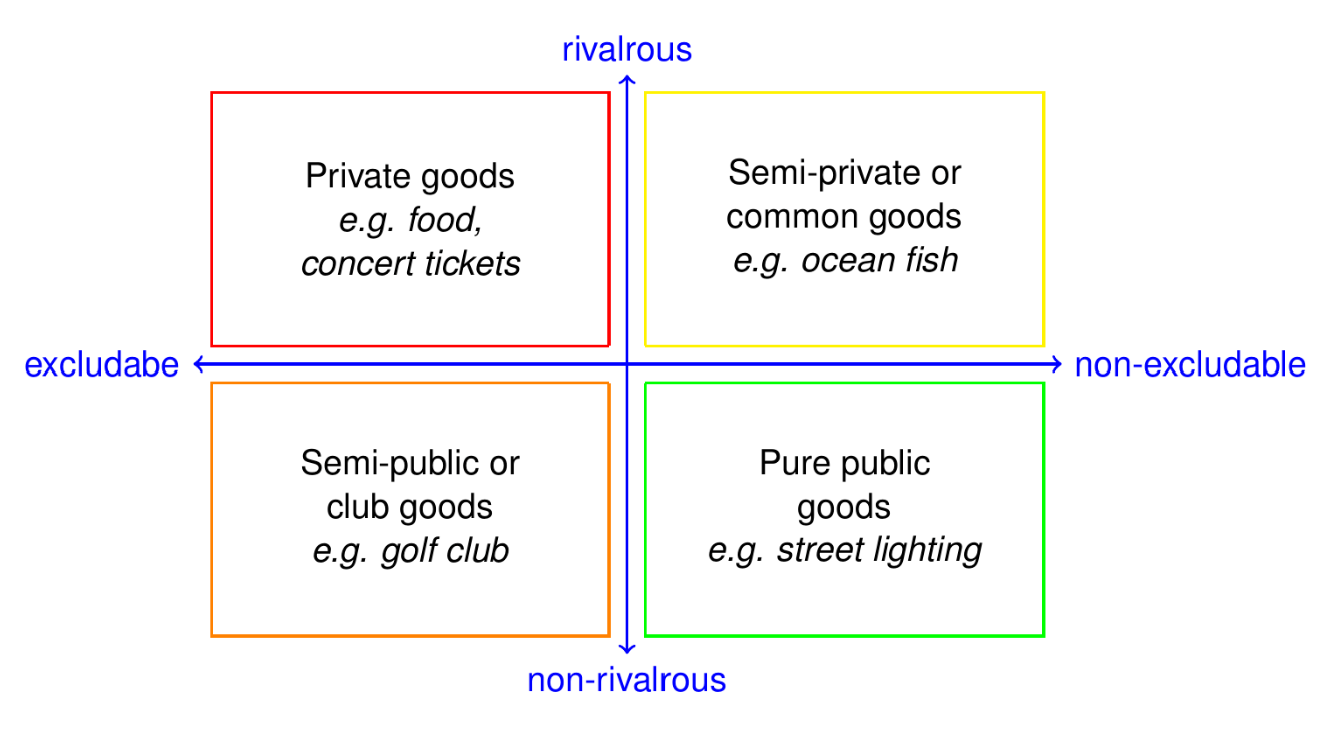 rivalrous
Private goods
e.g. food,
concert tickets
Semi-private or
common goods
e.g. ocean fish
excludabe
non-excludable
Semi-public or
club goods
e.g. golf club
Pure public
goods
e.g. street lighting
non-rivalrous